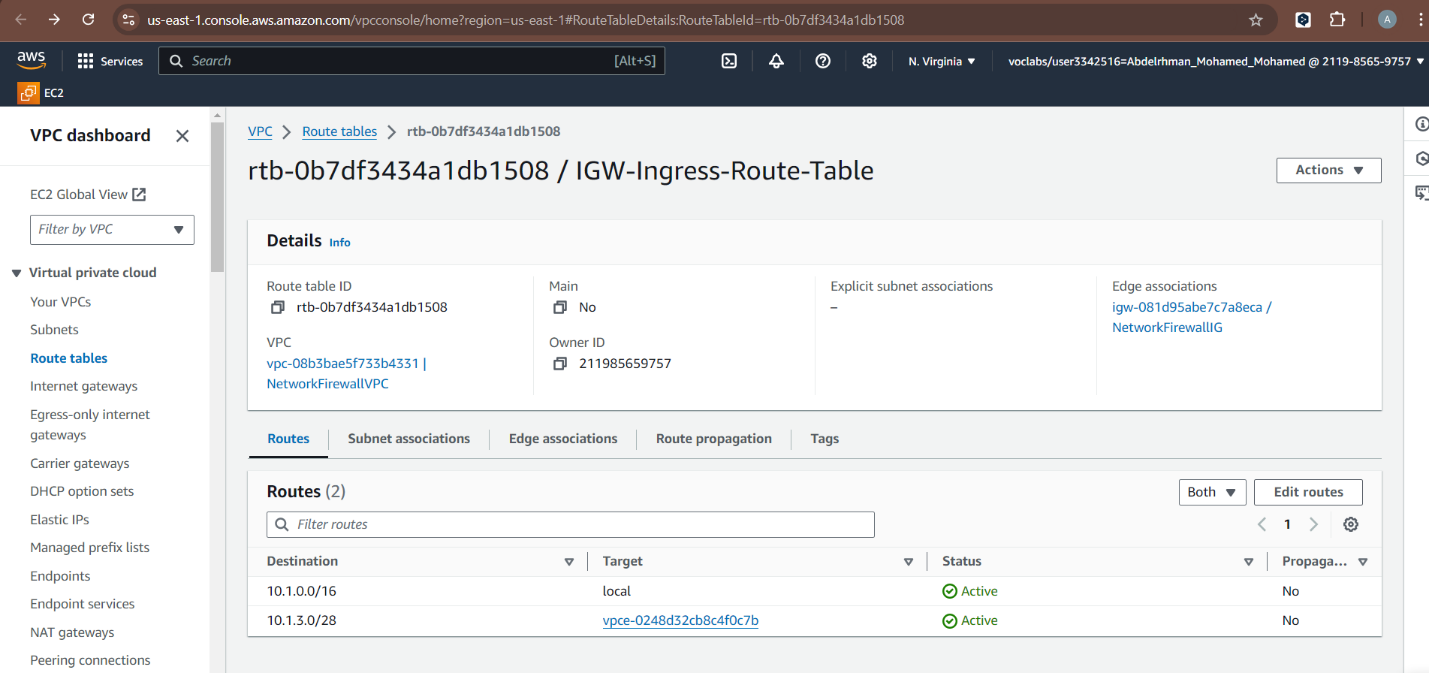 us-east-1.console.aws.amazon.com/vpcconsole/home?region=us-east-1#RouteTableDetails:RouteTableId=rtb-0b7df3434a1db1508
A
aws
Services
Search
[Alt+S]
N. Virginia
voclabs/user3342516=Abdelrhman_Mohamed_Mohamed @ 2119-8565-9757
EC2
VPC dashboard
EC2 Global View
Filter by VPC
Virtual private cloud
Your VPCs
Subnets
Route tables
Internet gateways
Egress-only internet
gateways
Carrier gateways
DHCP option sets
Elastic IPs
Managed prefix lists
Endpoints
Endpoint services
NAT gateways
Peering connections
VPC
Route tables
rtb-0b7df3434a1db1508
rtb-0b7df3434a1db1508 / IGW-Ingress-Route-Table
Actions
Details Info
Route table ID
rtb-0b7df3434a1db1508
VPC
vpc-08b3bae5f733b4331 |
NetworkFirewallVPC
Main
No
Owner ID
211985659757
Explicit subnet associations
–
Edge associations
igw-081d95abe7c7a8eca /
NetworkFirewallIG
Routes
Subnet associations
Edge associations
Route propagation
Tags
Routes (2)
Both
Edit routes
Filter routes
1
Destination Target Status Propaga...
10.1.0.0/16 local Active No
10.1.3.0/28 vpce-0248d32cb8c4f0c7b Active No